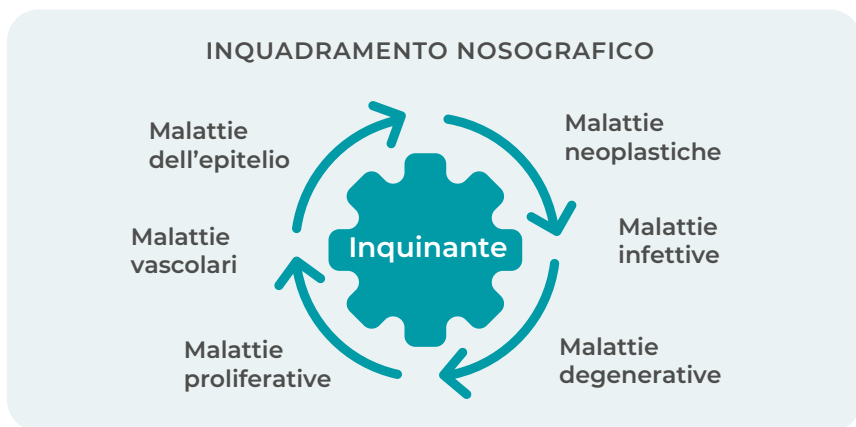 INQUADRAMENTO NOSOGRAFICO
Malattie
dell’epitelio
Malattie
neoplastiche
Malattie
vascolari
Inquinante
Malattie
infettive
Malattie
proliferative
Malattie
degenerative